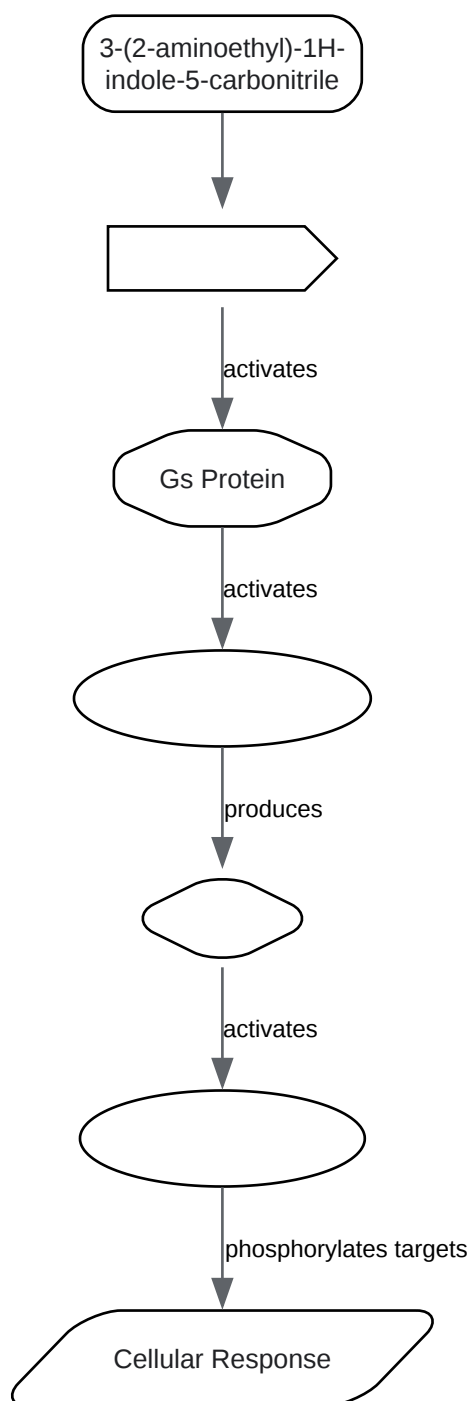 3-(2-aminoethyl)-1H-
indole-5-carbonitrile
activates
Gs Protein
activates
produces
activates
phosphorylates targets
Cellular Response